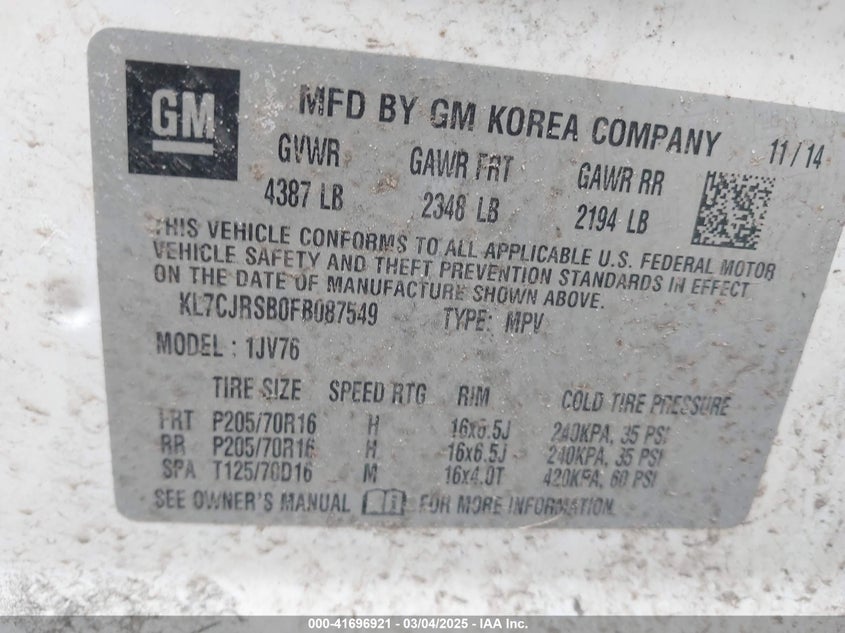 GM
MFD BY GM KOREA COMPANY 11/14
GVWR GAWR FRT GAWR RR
4387 LB 2348 LB 2194 LB
THIS VEHICLE CONFORMS TO ALL APPLICABLE U.S. FEDERAL MOTOR
VEHICLE SAFETY AND THEFT PREVENTION STANDARDS IN EFFECT
ON THE DATE OF MANUFACTURE SHOWN ABOVE.
KL7CJRSB0FB087549 TYPE: MPV
MODEL : 1JV76
TIRE SIZE SPEED RTG RIM COLD TIRE PRESSURE
FRT P205/70R16 H 16x6.5J 240KPA, 35 PSI
RR P205/70R16 H 16x6.5J 240KPA, 35 PSI
SPA T125/70D16 M 16x4.0T 420KPA, 60 PSI
SEE OWNER'S MANUAL FOR MORE INFORMATION
000-41696921 - 03/04/2025 - IAA Inc.